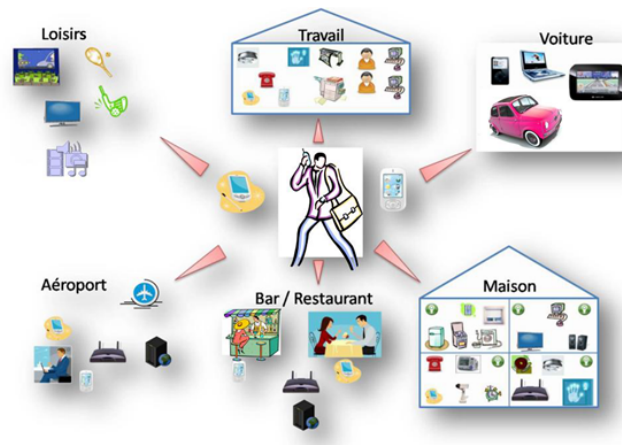 Loisirs
Travail
Voiture
Aéroport
Bar / Restaurant
Maison